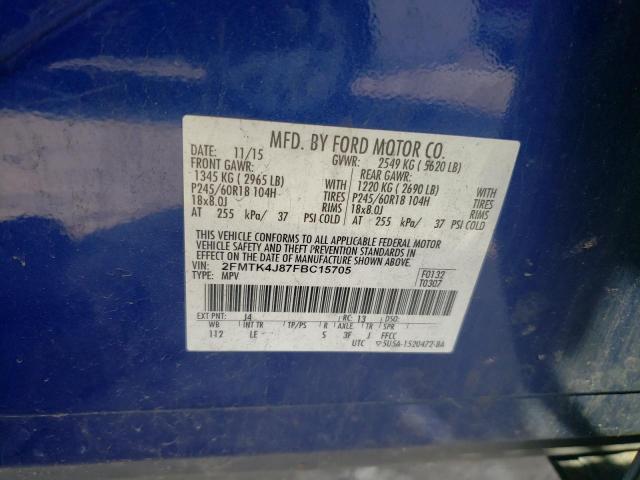 MFD. BY FORD MOTOR CO.
DATE: 11/15 GVWR: 2549 KG ( 5620 LB)
FRONT GAWR: REAR GAWR:
1345 KG ( 2965 LB) 1220 KG ( 2690 LB)
P245/60R18 104H TIRES P245/60R18 104H TIRES
18x8.0J RIMS 18x8.0J RIMS
AT 255 kPa/ 37 PSI COLD AT 255 kPa/ 37 PSI COLD
THIS VEHICLE CONFORMS TO ALL APPLICABLE FEDERAL MOTOR
VEHICLE SAFETY AND THEFT PREVENTION STANDARDS IN
EFFECT ON THE DATE OF MANUFACTURE SHOWN ABOVE.
VIN: 2FMTK4J87FBC15705 F0132
TYPE: MPV T0307
EXT PNT: J4 RC: 13 DSO:
WB INT TR TP/PS R AXLE TR SPR
112 LE S 3F J FFCC
UTC 5U5A-1520472-BA